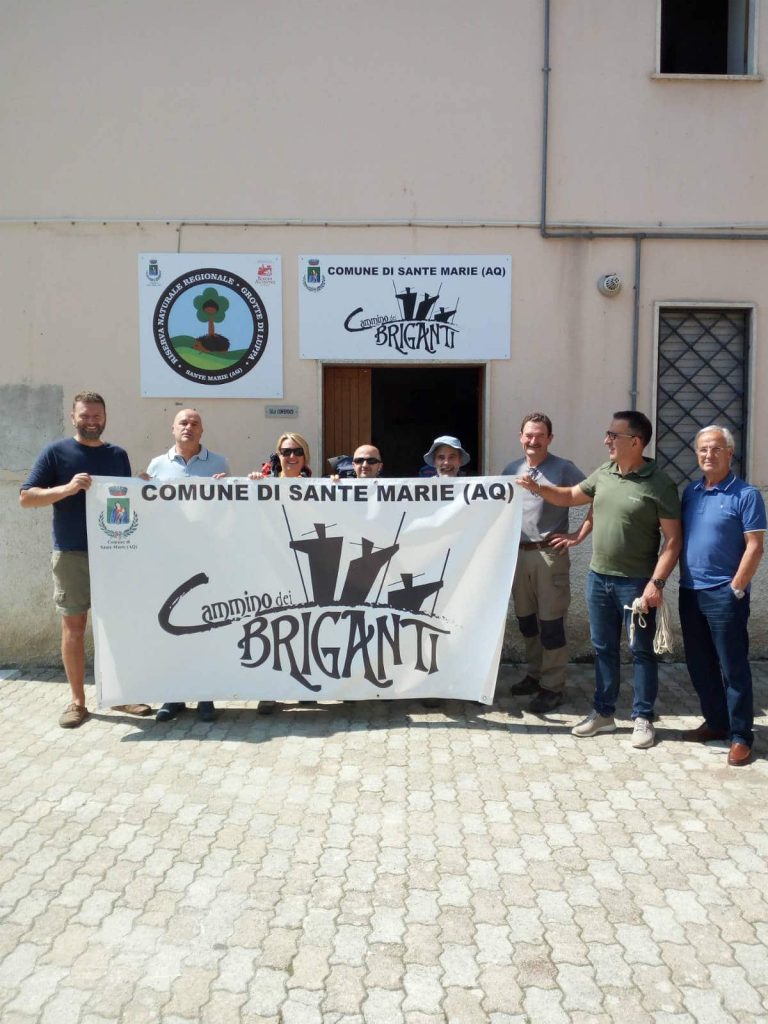 RISERVA NATURALE REGIONALE • GROTTE DI LUPPA •
SANTE MARIE (AQ)
COMUNE DI SANTE MARIE (AQ)
Cammino dei
BRIGANTI
COMUNE DI SANTE MARIE (AQ)
Comune di
Sante Marie (AQ)
Cammino dei
BRIGANTI